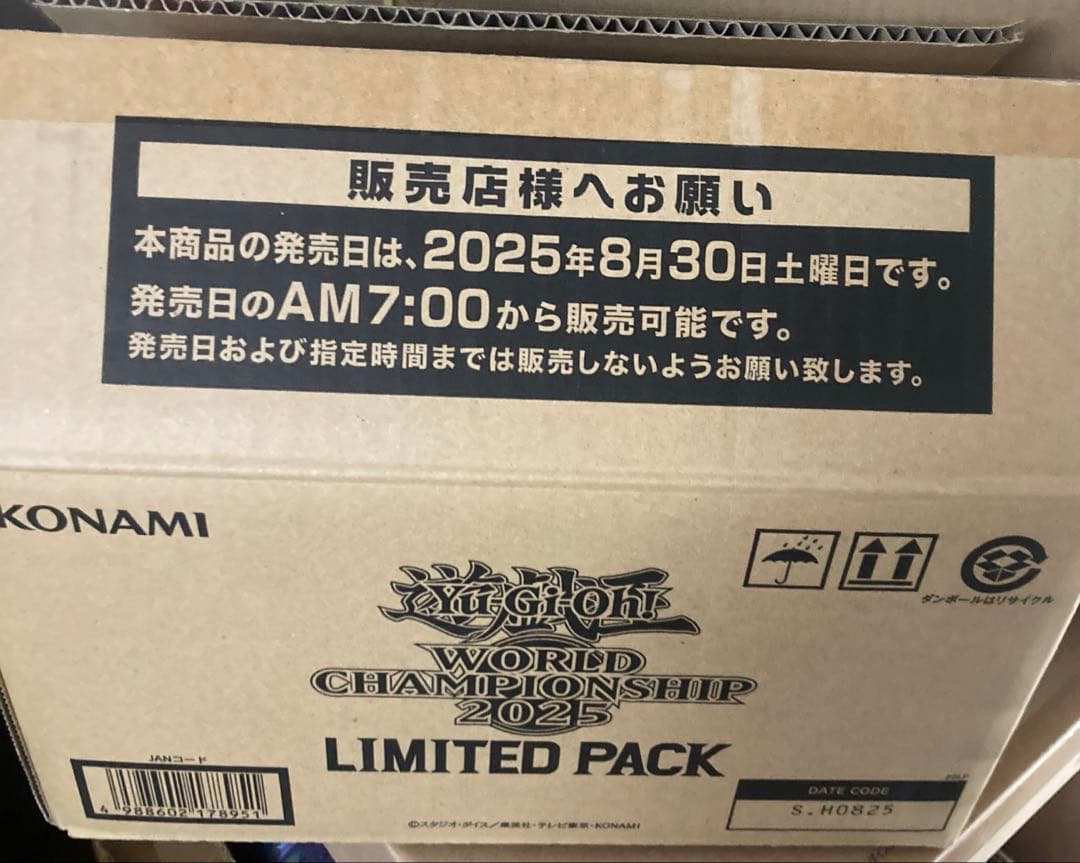 販売店様へお願い
本商品の発売日は、2025年8月30日土曜日です。
発売日のAM7:00から販売可能です。
発売日および指定時間までは販売しないようお願い致します。
KONAMI
ダンボールはリサイクル
遊戯王
Yu-Gi-Oh!
WORLD
CHAMPIONSHIP
2025
LIMITED PACK
JANコード
4 988602 178951
DATE CODE
S.H0825
©スタジオ・ダイス／集英社・テレビ東京・KONAMI